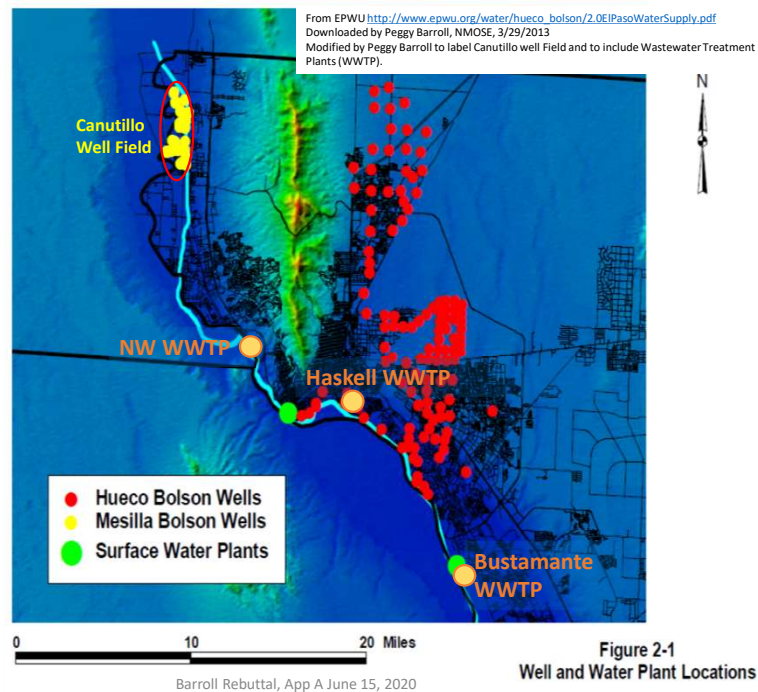 From EPWU http://www.epwu.org/water/hueco_bolson/2.0ElPasoWaterSupply.pdf
Downloaded by Peggy Barroll, NMOSE, 3/29/2013
Modified by Peggy Barroll to label Canutillo well Field and to include Wastewater Treatment
Plants (WWTP).
N
Canutillo
Well Field
NW WWTP
Haskell WWTP
Hueco Bolson Wells
Mesilla Bolson Wells
Surface Water Plants
Bustamante
WWTP
0 10 20 Miles
Figure 2-1
Well and Water Plant Locations
Barroll Rebuttal, App A June 15, 2020